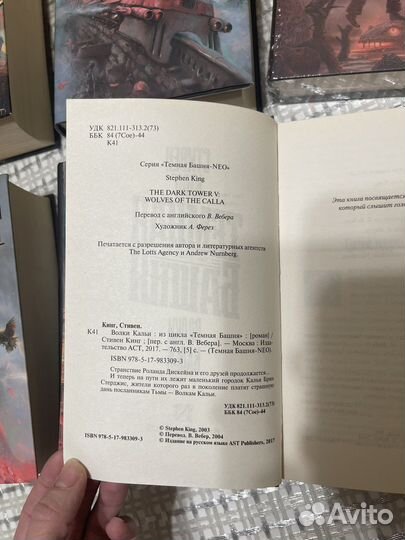 УДК 821.111-313.2(73)
ББК 84 (7Сое)-44
К41
Серия «Темная Башня-NEO»
Stephen King
THE DARK TOWER V:
WOLVES OF THE CALLA
Перевод с английского В. Вебера
Художник А. Ферез
Печатается с разрешения автора и литературных агентств
The Lotts Agency и Andrew Nurnberg.
Кинг, Стивен.
К41 Волки Кальи : из цикла «Темная Башня» : [роман] /
Стивен Кинг ; [пер. с англ. В. Вебера]. — Москва : Изда-
тельство АСТ, 2017. — 763, [5] с. — (Темная Башня-NEO).
ISBN 978-5-17-983309-3
Странствие Роланда Дискейна и его друзей продолжается...
И теперь на пути их лежит маленький городок Калья Брин
Стерджис, жители которого раз в поколение платят страшную
дань посланникам Тьмы — Волкам Кальи.
УДК 821.111-313.2(73)
ББК 84 (7Сое)-44
© Stephen King, 2003
© Перевод. В. Вебер, 2004
ISBN 978-5-17-983309-3 © Издание на русском языке AST Publishers, 2017
Эта книга посвящается
который слышит
Avito